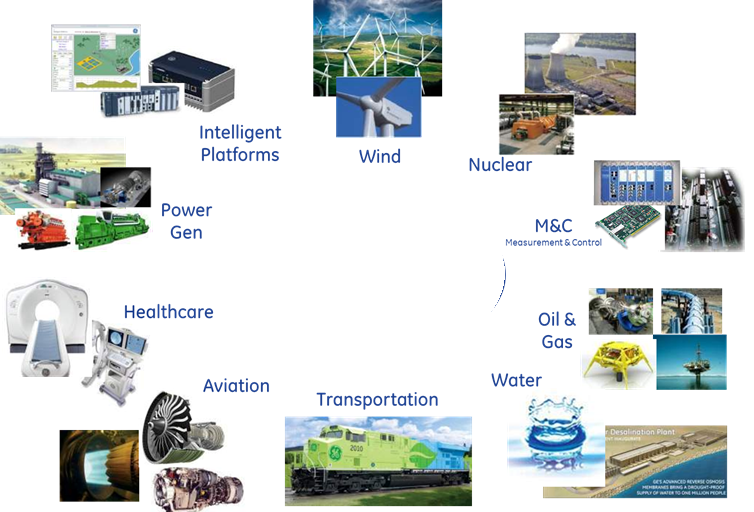 Intelligent
Platforms
Wind
Nuclear
Power
Gen
M&C
Measurement & Control
Healthcare
Oil &
Gas
Aviation
Transportation
Water
2010
Desalination Plant
GE'S ADVANCED REVERSE OSMOSIS
MEMBRANES BRING A DROUGHT-PROOF
SUPPLY OF WATER TO ONE MILLION PEOPLE